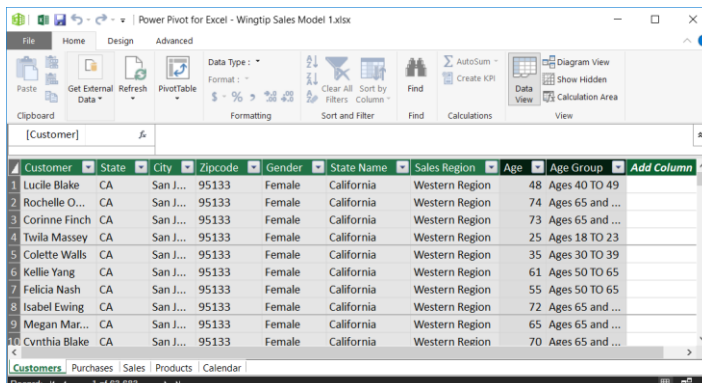 Power Pivot for Excel - Wingtip Sales Model 1.xlsx
File Home Design Advanced
Paste Get External Data Refresh PivotTable Data Type : Format : $ % Clear All Filters Sort by Column Find AutoSum Create KPI Data View Diagram View Show Hidden Calculation Area
Clipboard Formatting Sort and Filter Find Calculations View
[Customer] fx
Customer State City Zipcode Gender State Name Sales Region Age Age Group Add Column
1 Lucile Blake CA San J... 95133 Female California Western Region 48 Ages 40 TO 49
2 Rochelle O... CA San J... 95133 Female California Western Region 74 Ages 65 and ...
3 Corinne Finch CA San J... 95133 Female California Western Region 73 Ages 65 and ...
4 Twila Massey CA San J... 95133 Female California Western Region 25 Ages 18 TO 23
5 Colette Walls CA San J... 95133 Female California Western Region 35 Ages 30 TO 39
6 Kellie Yang CA San J... 95133 Female California Western Region 61 Ages 50 TO 65
7 Felicia Nash CA San J... 95133 Female California Western Region 55 Ages 50 TO 65
8 Isabel Ewing CA San J... 95133 Female California Western Region 72 Ages 65 and ...
9 Megan Mar... CA San J... 95133 Female California Western Region 65 Ages 65 and ...
10 Cynthia Blake CA San J... 95133 Female California Western Region 70 Ages 65 and ...
Customers Purchases Sales Products Calendar